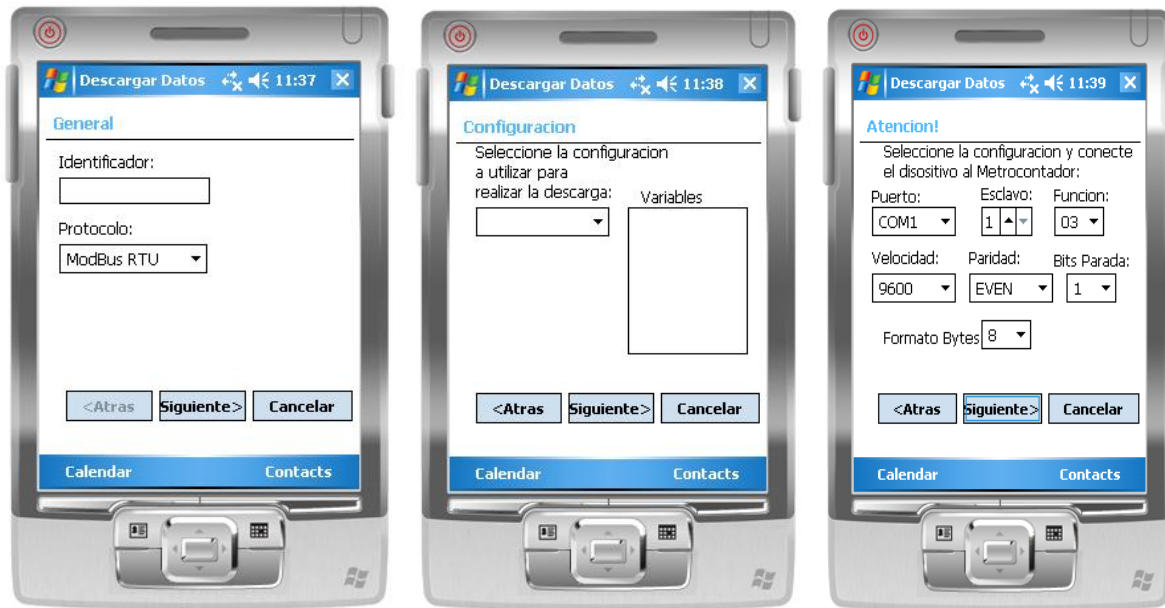 Descargar Datos 11:37
General
Identificador:
Protocolo:
ModBus RTU
<Atras Siguiente> Cancelar
Calendar Contacts
Descargar Datos 11:38
Configuracion
Seleccione la configuracion
a utilizar para
realizar la descarga:
Variables
<Atras Siguiente> Cancelar
Calendar Contacts
Descargar Datos 11:39
Atencion!
Seleccione la configuracion y conecte
el disositivo al Metrocontador:
Puerto: Esclavo: Funcion:
COM1 1 03
Velocidad: Paridad: Bits Parada:
9600 EVEN 1
Formato Bytes 8
<Atras Siguiente> Cancelar
Calendar Contacts